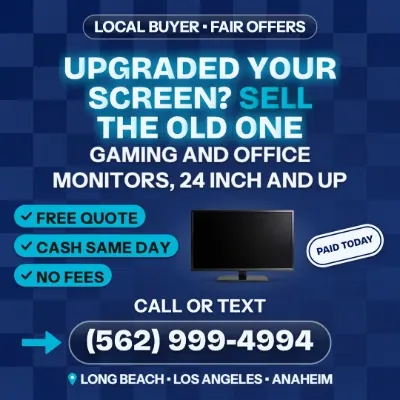 LOCAL BUYER • FAIR OFFERS
UPGRADED YOUR
SCREEN? SELL
THE OLD ONE
GAMING AND OFFICE
MONITORS, 24 INCH AND UP
FREE QUOTE
CASH SAME DAY
NO FEES
PAID TODAY
CALL OR TEXT
(562) 999-4994
LONG BEACH • LOS ANGELES • ANAHEIM